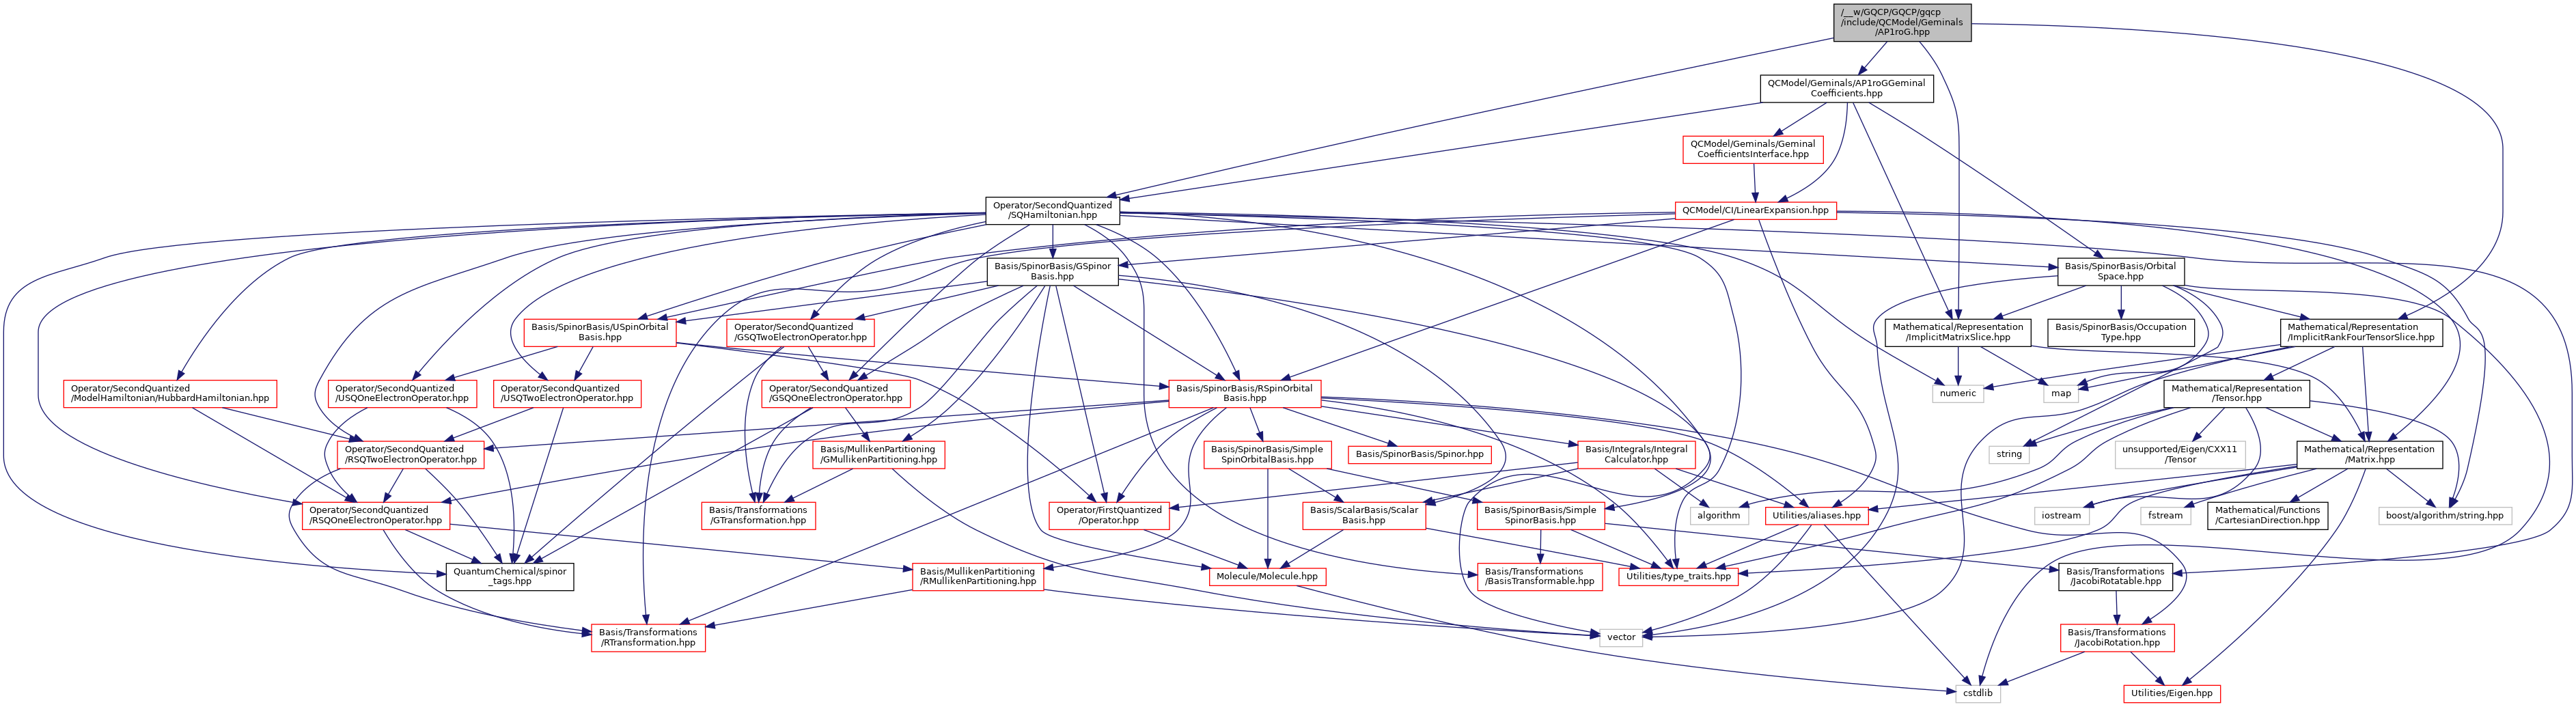 /__w/GQCP/GQCP/gqcp
/include/QCModel/Geminals
/AP1roG.hpp
QCModel/Geminals/AP1roGGeminal
Coefficients.hpp
QCModel/Geminals/Geminal
CoefficientsInterface.hpp
Operator/SecondQuantized
/SQHamiltonian.hpp
QCModel/CI/LinearExpansion.hpp
Basis/SpinorBasis/GSpinor
Basis.hpp
Basis/SpinorBasis/Orbital
Space.hpp
Basis/SpinorBasis/USpinOrbital
Basis.hpp
Operator/SecondQuantized
/GSQTwoElectronOperator.hpp
Mathematical/Representation
/ImplicitMatrixSlice.hpp
Basis/SpinorBasis/Occupation
Type.hpp
Mathematical/Representation
/ImplicitRankFourTensorSlice.hpp
Operator/SecondQuantized
/ModelHamiltonian/HubbardHamiltonian.hpp
Operator/SecondQuantized
/USQOneElectronOperator.hpp
Operator/SecondQuantized
/USQTwoElectronOperator.hpp
Operator/SecondQuantized
/GSQOneElectronOperator.hpp
Basis/SpinorBasis/RSpinOrbital
Basis.hpp
numeric
map
Mathematical/Representation
/Tensor.hpp
Operator/SecondQuantized
/RSQTwoElectronOperator.hpp
Basis/MullikenPartitioning
/GMullikenPartitioning.hpp
Basis/SpinorBasis/Simple
SpinOrbitalBasis.hpp
Basis/SpinorBasis/Spinor.hpp
Basis/Integrals/Integral
Calculator.hpp
string
unsupported/Eigen/CXX11
/Tensor
Mathematical/Representation
/Matrix.hpp
Operator/SecondQuantized
/RSQOneElectronOperator.hpp
Basis/Transformations
/GTransformation.hpp
Operator/FirstQuantized
/Operator.hpp
Basis/ScalarBasis/Scalar
Basis.hpp
Basis/SpinorBasis/Simple
SpinorBasis.hpp
algorithm
Utilities/aliases.hpp
iostream
fstream
Mathematical/Functions
/CartesianDirection.hpp
boost/algorithm/string.hpp
QuantumChemical/spinor
_tags.hpp
Basis/MullikenPartitioning
/RMullikenPartitioning.hpp
Molecule/Molecule.hpp
Basis/Transformations
/BasisTransformable.hpp
Utilities/type_traits.hpp
Basis/Transformations
/JacobiRotatable.hpp
Basis/Transformations
/RTransformation.hpp
vector
Basis/Transformations
/JacobiRotation.hpp
cstdlib
Utilities/Eigen.hpp